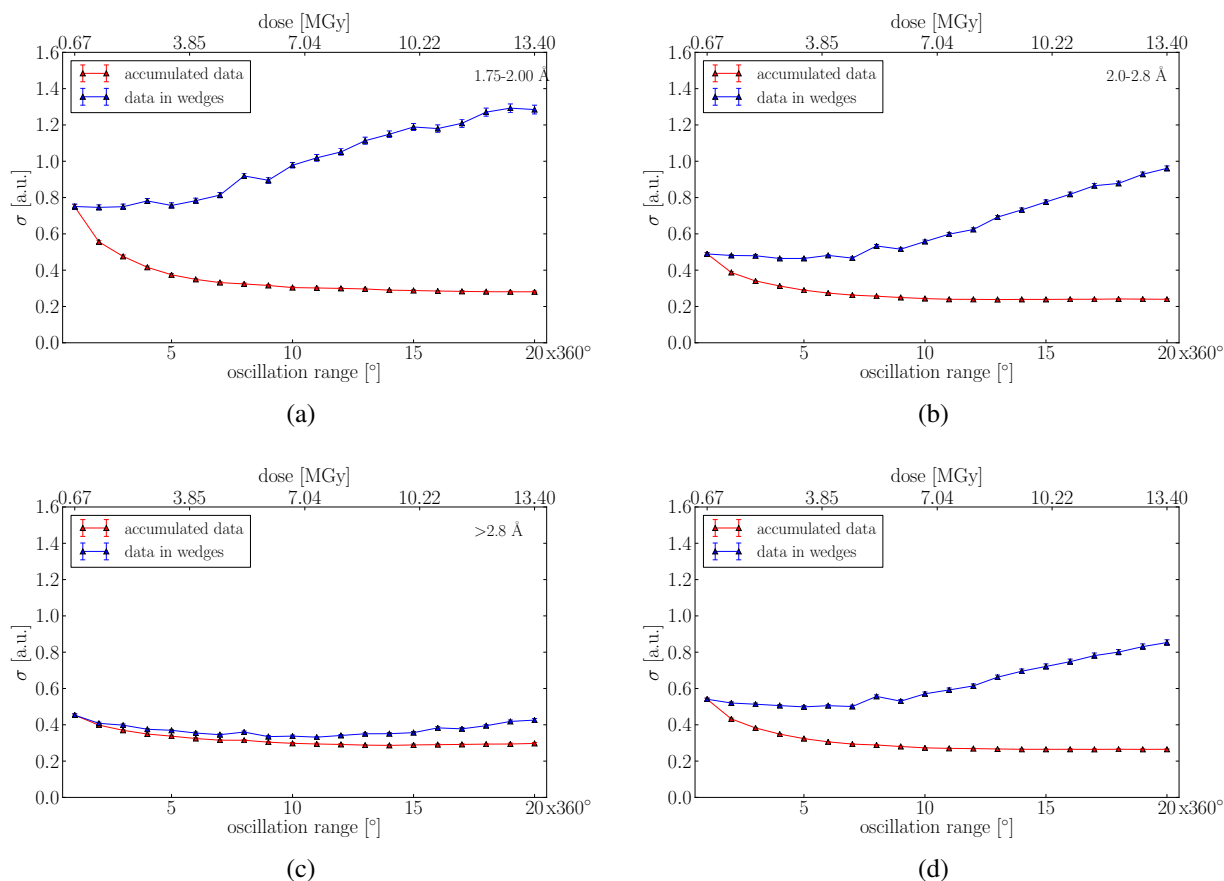 dose [MGy]
0.67 3.85 7.04 10.22 13.40
1.6
1.4
1.2
1.0
0.8
0.6
0.4
0.2
0.0
σ [a.u.]
accumulated data
data in wedges
1.75-2.00 Å
5 10 15 20 x360°
oscillation range [°]
(a)
dose [MGy]
0.67 3.85 7.04 10.22 13.40
1.6
1.4
1.2
1.0
0.8
0.6
0.4
0.2
0.0
σ [a.u.]
accumulated data
data in wedges
2.0-2.8 Å
5 10 15 20 x360°
oscillation range [°]
(b)
dose [MGy]
0.67 3.85 7.04 10.22 13.40
1.6
1.4
1.2
1.0
0.8
0.6
0.4
0.2
0.0
σ [a.u.]
accumulated data
data in wedges
>2.8 Å
5 10 15 20 x360°
oscillation range [°]
(c)
dose [MGy]
0.67 3.85 7.04 10.22 13.40
1.6
1.4
1.2
1.0
0.8
0.6
0.4
0.2
0.0
σ [a.u.]
accumulated data
data in wedges
5 10 15 20 x360°
oscillation range [°]
(d)